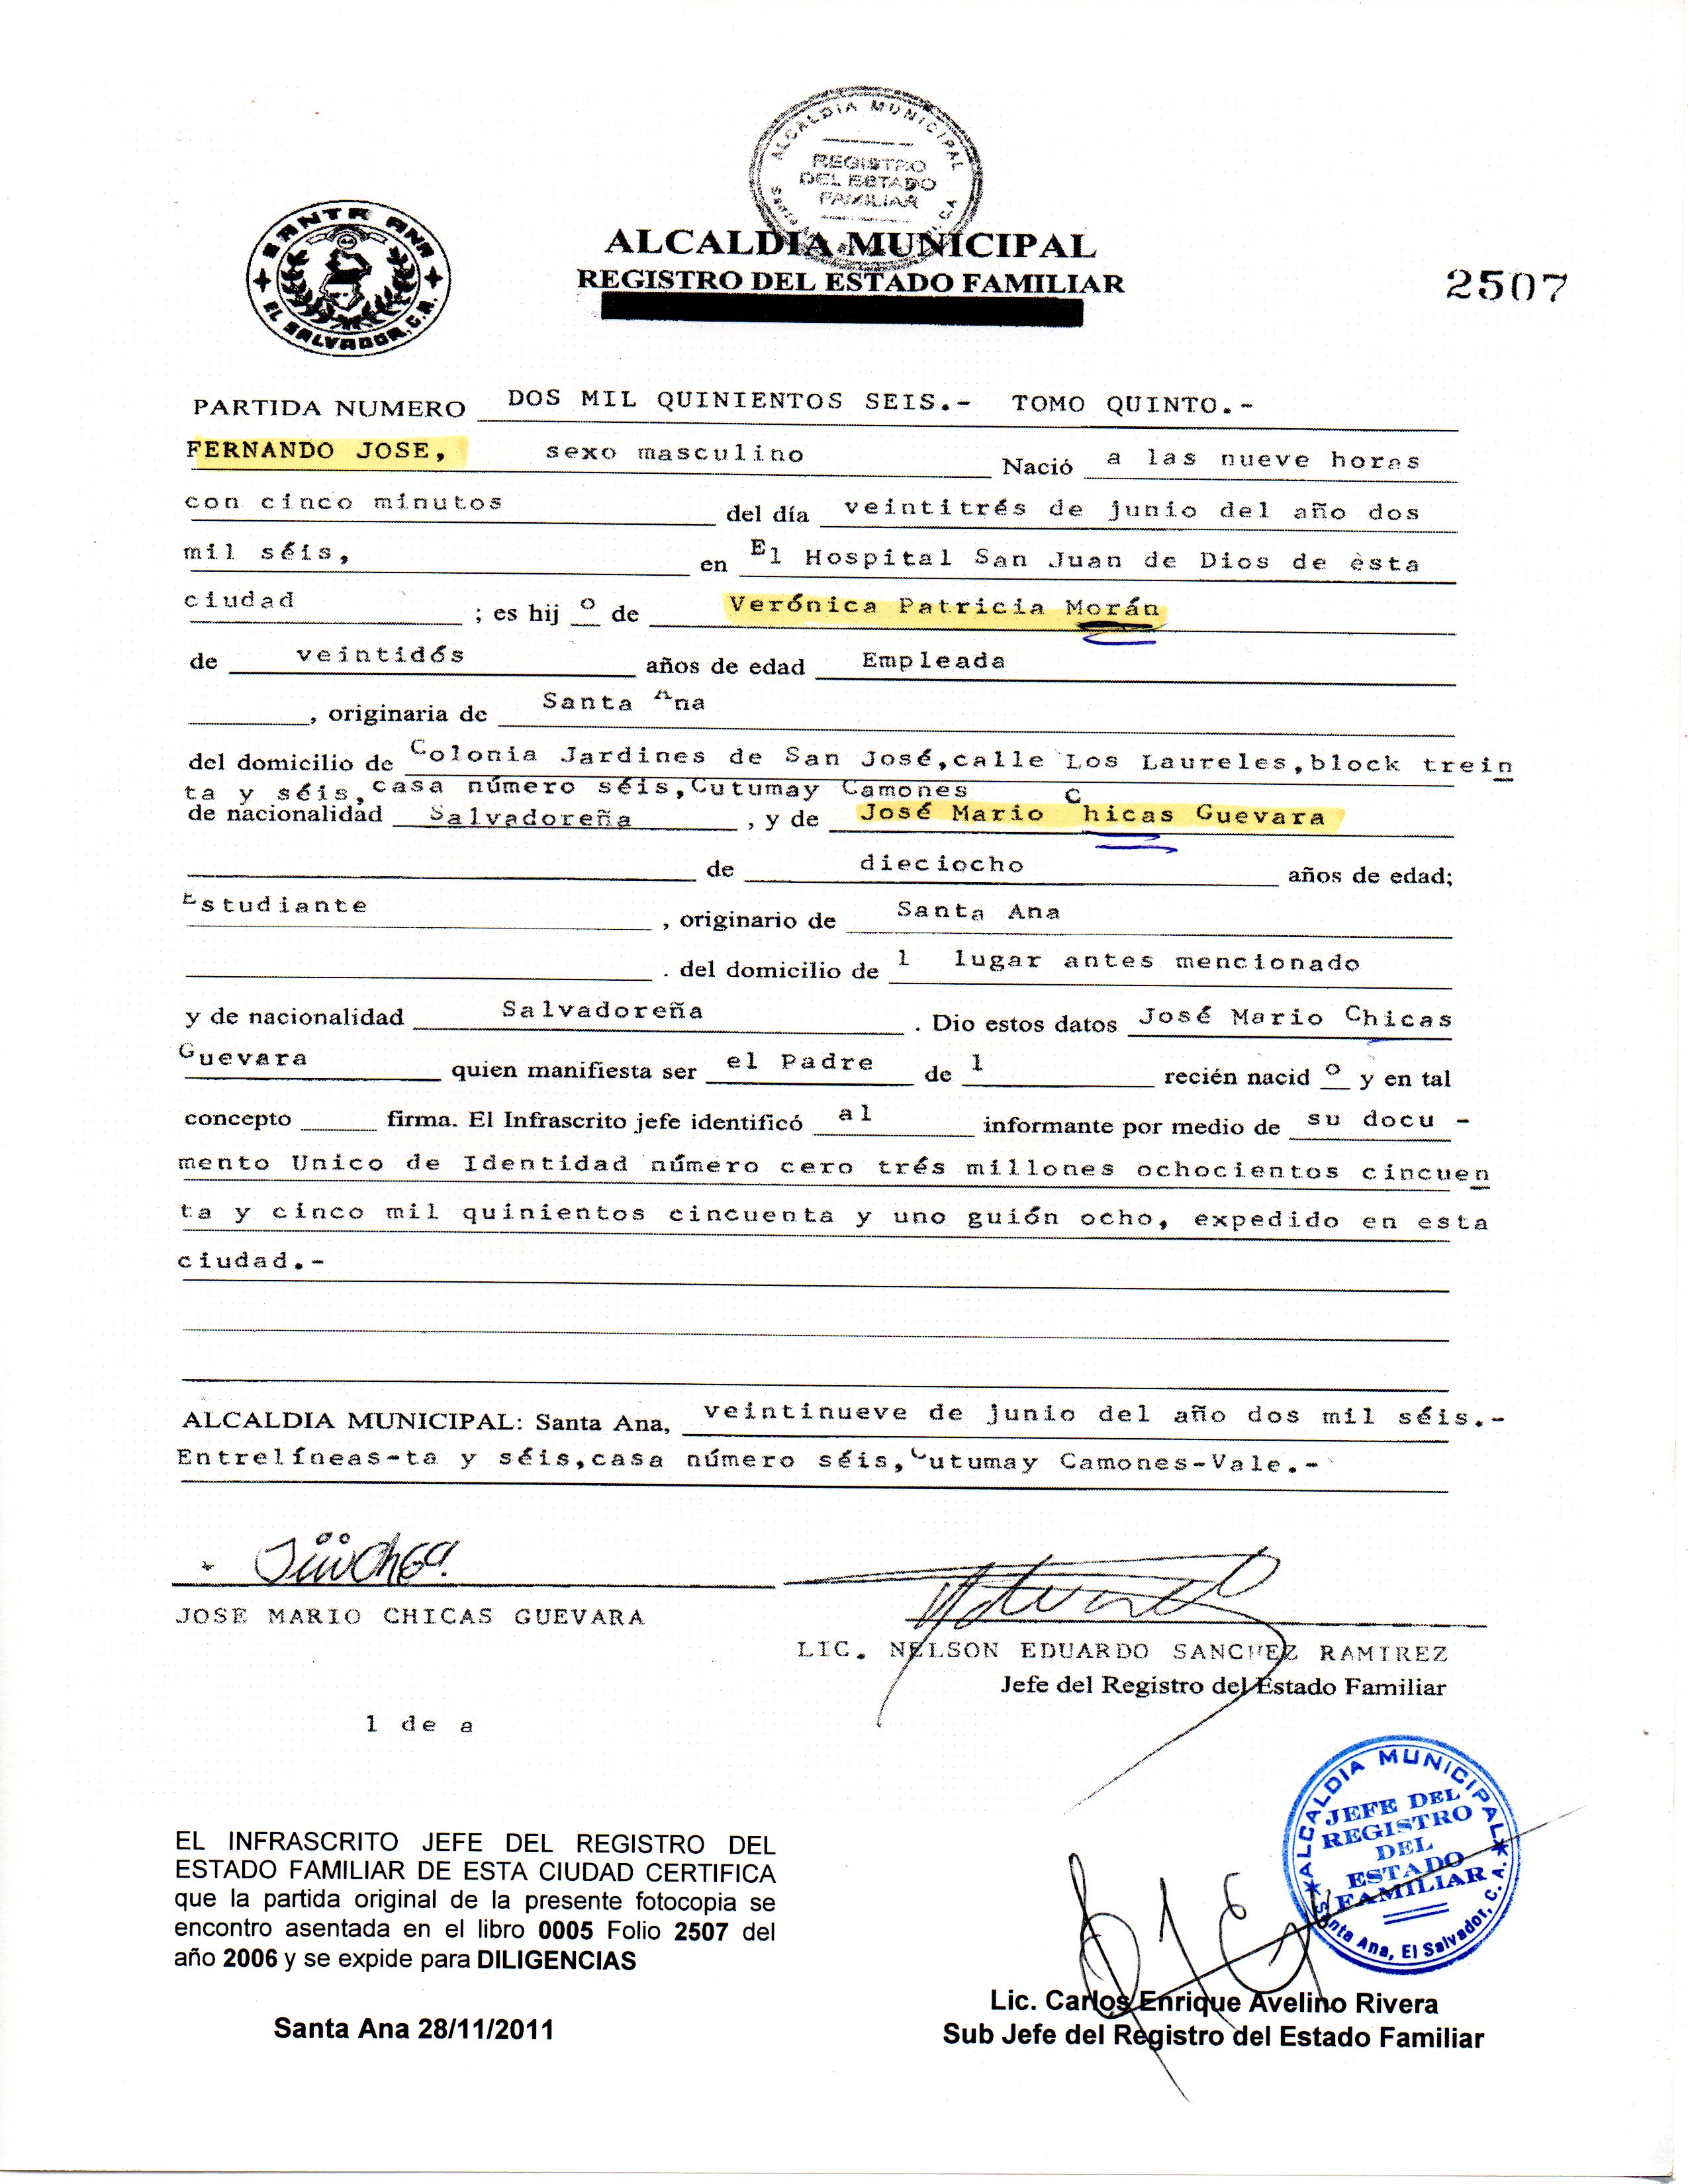 ALCALDIA MUNICIPAL
REGISTRO
DEL ESTADO
FAMILIAR
SANTA ANA
EL SALVADOR, C.A.
ALCALDIA MUNICIPAL
REGISTRO DEL ESTADO FAMILIAR
2507
PARTIDA NUMERO DOS MIL QUINIENTOS SEIS.- TOMO QUINTO.-
FERNANDO JOSE, sexo masculino Nació a las nueve horas
con cinco minutos del día veintitrés de junio del año dos
mil séis, en El Hospital San Juan de Dios de èsta
ciudad ; es hij o de Verónica Patricia Morán
de veintidós años de edad Empleada
, originaria de Santa Ana
del domicilio de Colonia Jardines de San José,calle Los Laureles,block trein
ta y séis,casa número séis,Cutumay Camones
de nacionalidad Salvadoreña , y de José Mario Chicas Guevara
de dieciocho años de edad;
Estudiante , originario de Santa Ana
. del domicilio de l lugar antes mencionado
y de nacionalidad Salvadoreña . Dio estos datos José Mario Chicas
Guevara quien manifiesta ser el Padre de l recién nacid o y en tal
concepto firma. El Infrascrito jefe identificó al informante por medio de su docu -
mento Unico de Identidad número cero trés millones ochocientos cincuen
ta y cinco mil quinientos cincuenta y uno guión ocho, expedido en esta
ciudad.-
ALCALDIA MUNICIPAL: Santa Ana, veintinueve de junio del año dos mil séis.-
Entrelíneas-ta y séis,casa número séis,Cutumay Camones-Vale.-
JOSE MARIO CHICAS GUEVARA
LIC. NELSON EDUARDO SANCHEZ RAMIREZ
Jefe del Registro del Estado Familiar
1 de a
ALCALDIA MUNICIPAL
JEFE DEL
REGISTRO
DEL
ESTADO
FAMILIAR
Santa Ana, El Salvador, C. A.
EL INFRASCRITO JEFE DEL REGISTRO DEL
ESTADO FAMILIAR DE ESTA CIUDAD CERTIFICA
que la partida original de la presente fotocopia se
encontro asentada en el libro 0005 Folio 2507 del
año 2006 y se expide para DILIGENCIAS
Santa Ana 28/11/2011
Lic. Carlos Enrique Avelino Rivera
Sub Jefe del Registro del Estado Familiar